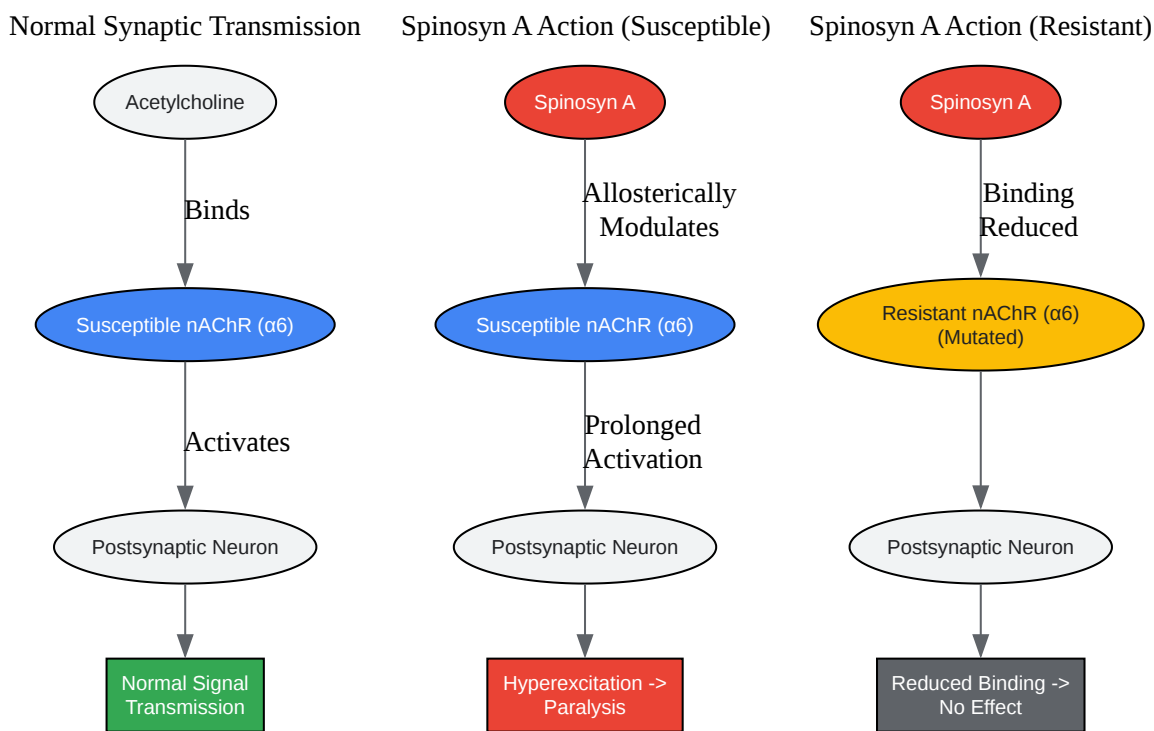 Normal Synaptic Transmission
Acetylcholine
Binds
Susceptible nAChR (α6)
Activates
Postsynaptic Neuron
Normal Signal
Transmission
Spinosyn A Action (Susceptible)
Spinosyn A
Allosterically
Modulates
Susceptible nAChR (α6)
Prolonged
Activation
Postsynaptic Neuron
Hyperexcitation ->
Paralysis
Spinosyn A Action (Resistant)
Spinosyn A
Binding
Reduced
Resistant nAChR (α6)
(Mutated)
Postsynaptic Neuron
Reduced Binding ->
No Effect